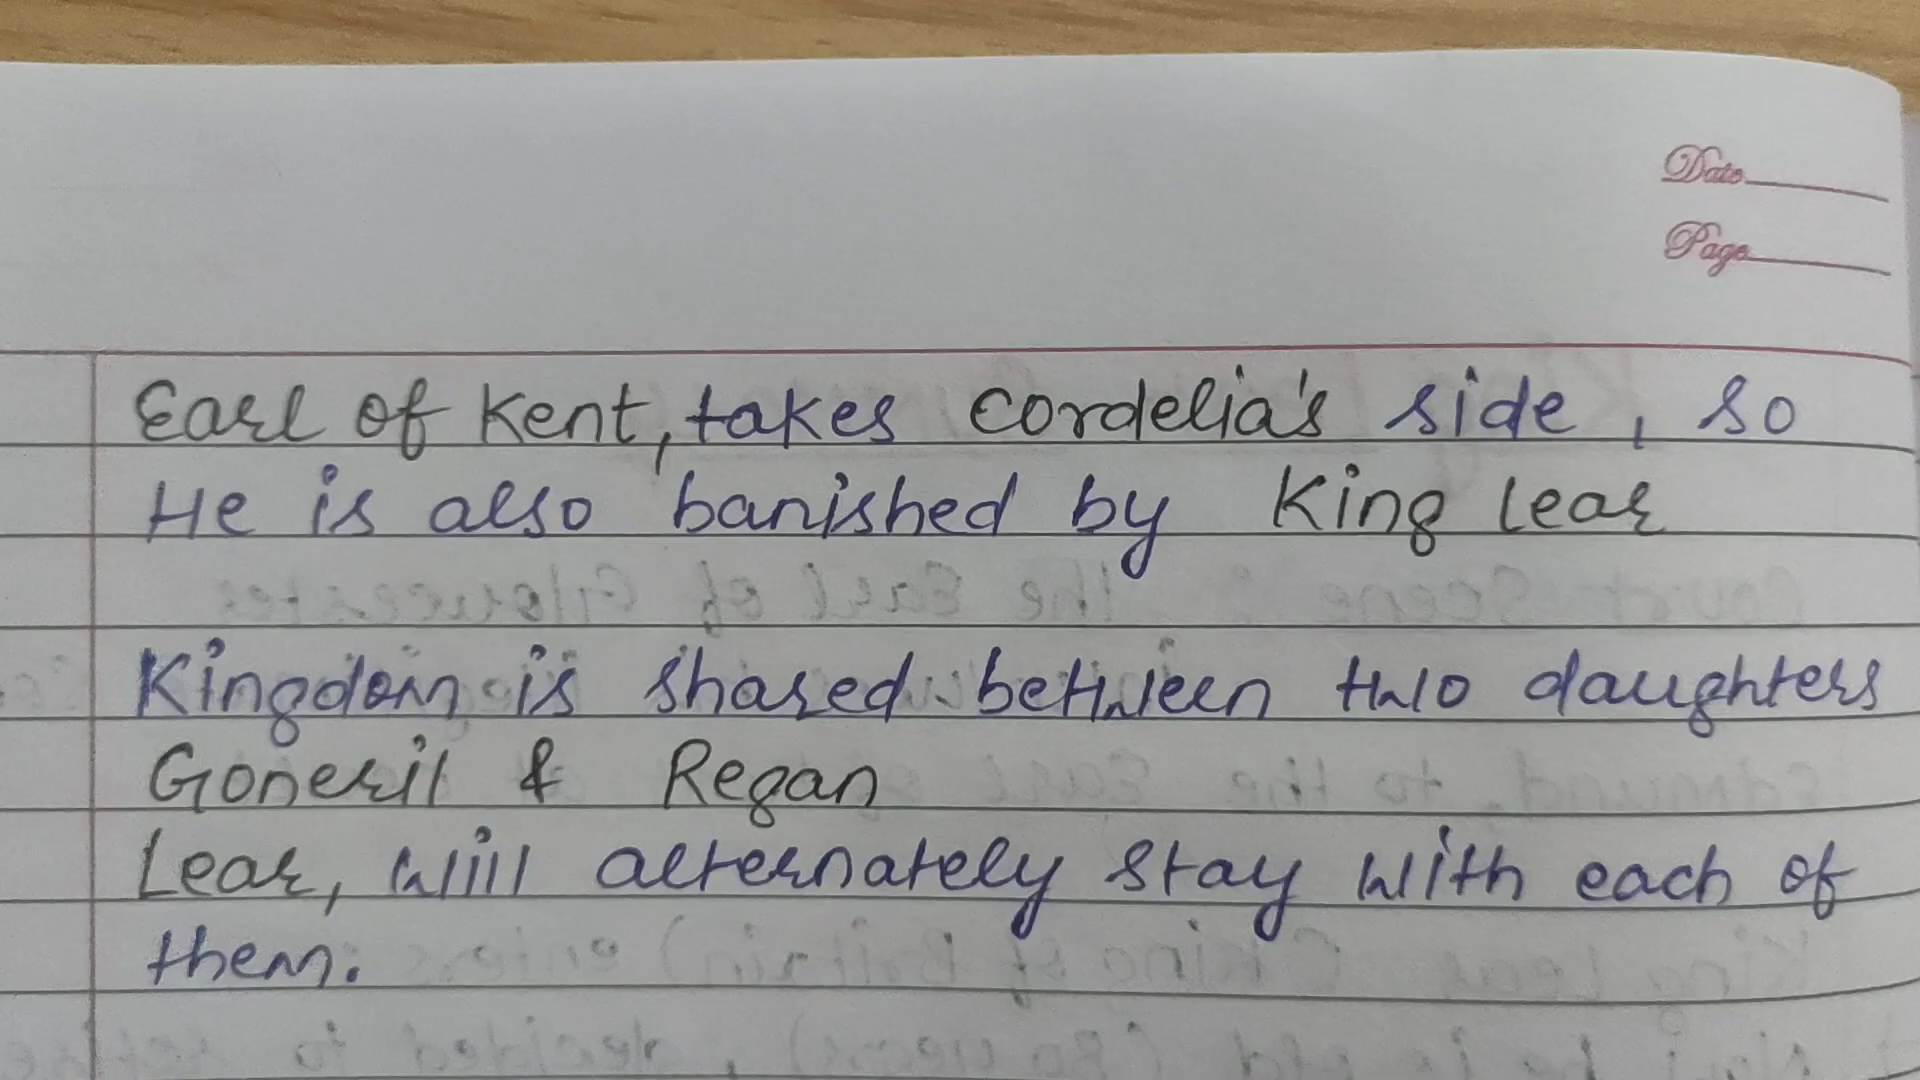 Date
Page
Earl of Kent, takes Cordelia's side, so
He is also banished by King Lear
Kingdom is shared between two daughters
Goneril & Regan
Lear, will alternately stay with each of
them.